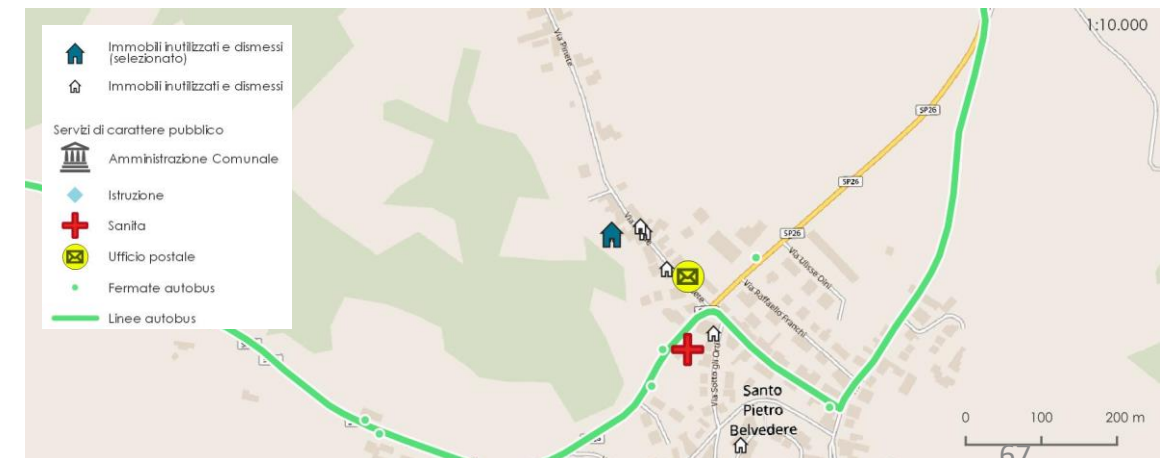 Immobili inutilizzati e dismessi
(selezionato)
Immobili inutilizzati e dismessi
Servizi di carattere pubblico
Amministrazione Comunale
Istruzione
Sanita
Ufficio postale
Fermate autobus
Linee autobus
1:10.000
Via Pinete
SP26
SP26
SP26
Via Ulisse Dini
Via Raffaello Franchi
Via Sotto gli Orti
Santo
Pietro
Belvedere
0 100 200 m
67